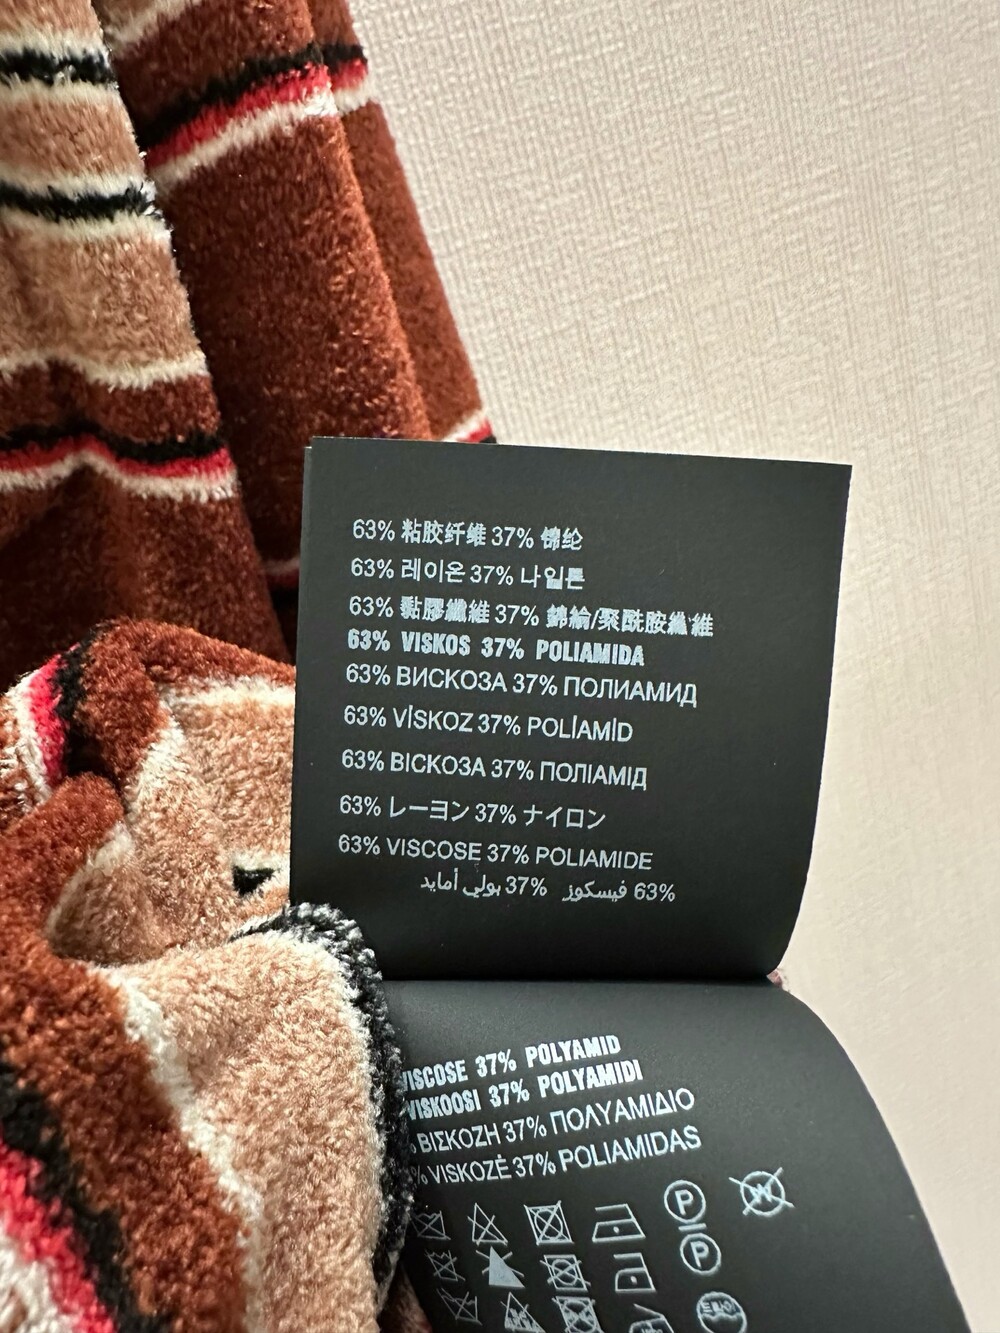 63% 粘胶纤维 37% 锦纶
63% 레이온 37% 나일론
63% 黏膠纖維 37% 錦綸/聚酰胺纖維
63% VISKOS 37% POLIAMIDA
63% ВИСКОЗА 37% ПОЛИАМИД
63% VİSKOZ 37% POLİAMİD
63% ВІСКОЗА 37% ПОЛІАМІД
63% レーヨン 37% ナイロン
63% VISCOSE 37% POLIAMIDE
63% فيسكوز 37% بولي أمايد
VISCOSE 37% POLYAMID
VISKOOSI 37% POLYAMIDI
% ΒΙΣΚΟΖΗ 37% ΠΟΛΥΑΜΙΔΙΟ
% VISKOZĖ 37% POLIAMIDAS
P W
P